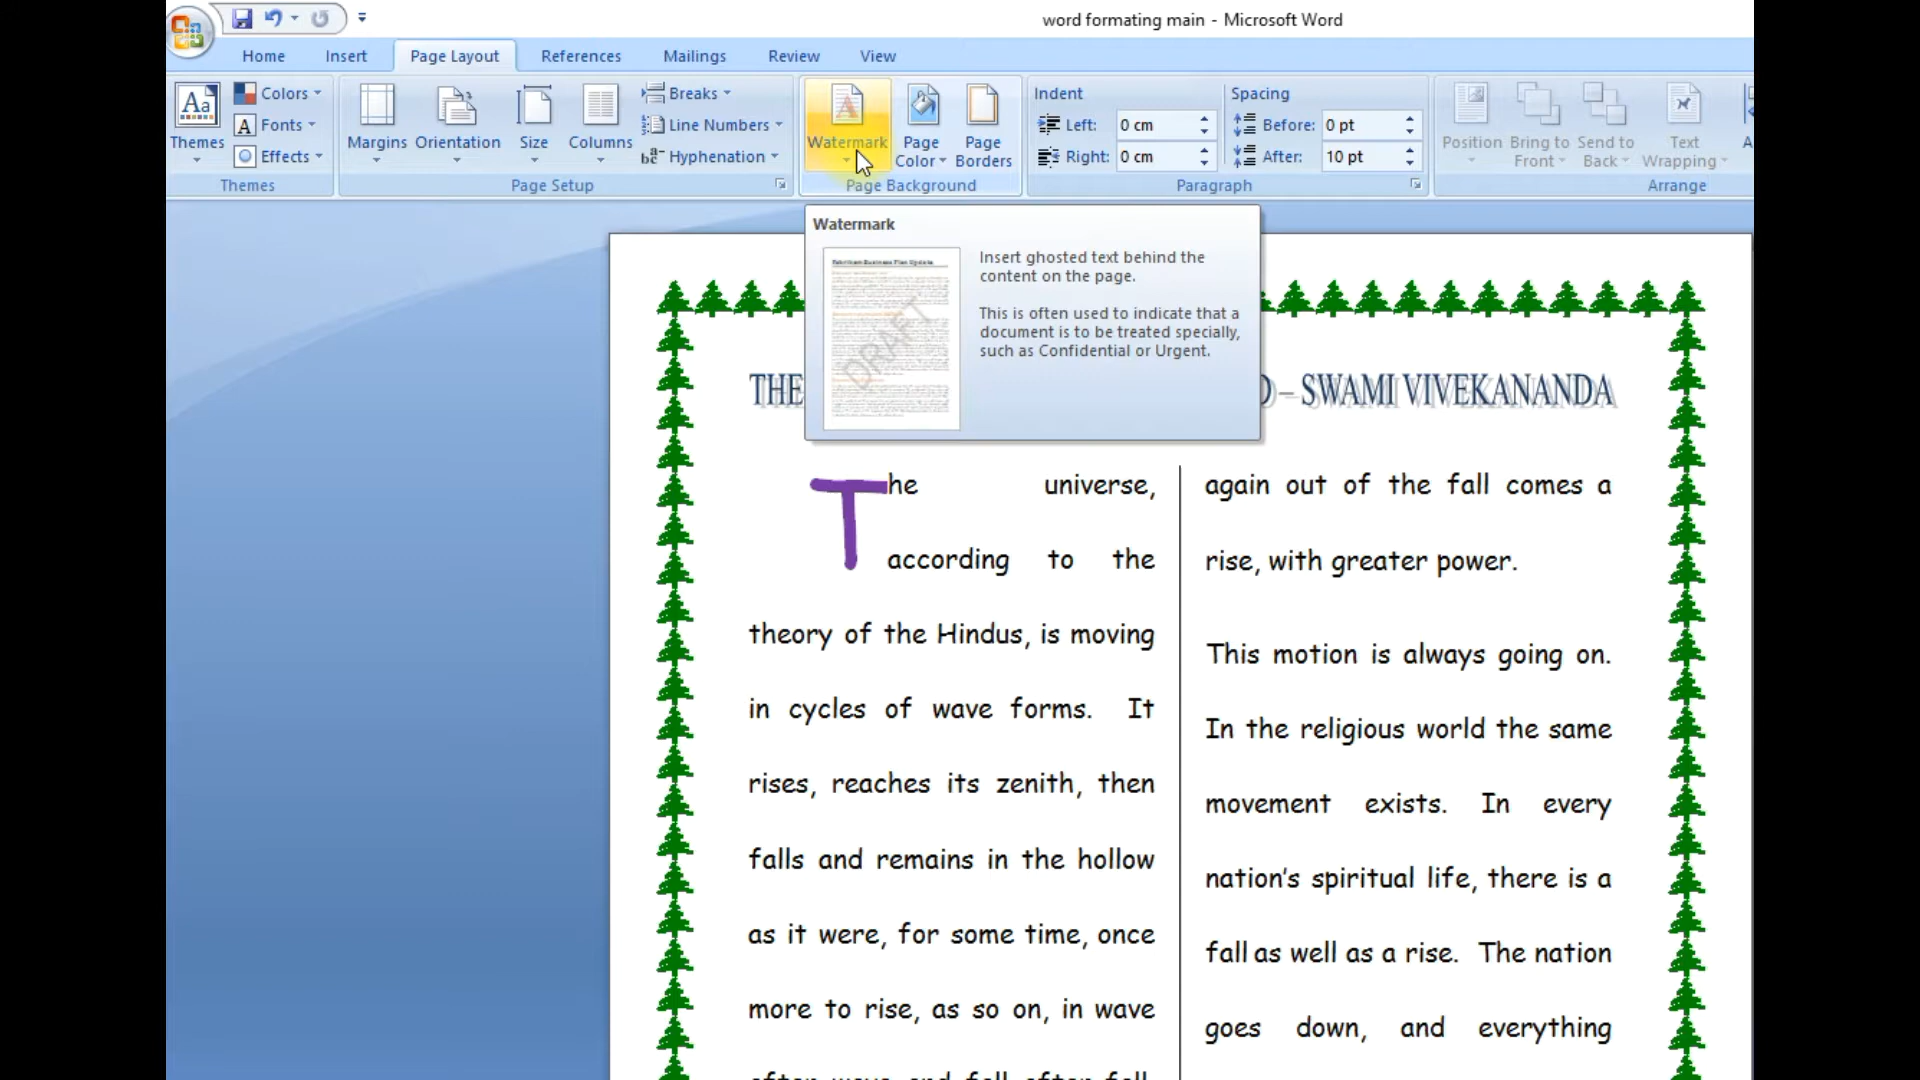 word formating main - Microsoft Word
Home Insert Page Layout References Mailings Review View
Aa Themes
Colors
A Fonts
Effects
Themes
Margins Orientation Size Columns
Breaks
Line Numbers
Hyphenation
Page Setup
Watermark
Page Color
Page Borders
Page Background
Indent
Left: 0 cm
Right: 0 cm
Spacing
Before: 0 pt
After: 10 pt
Paragraph
Position
Bring to Front
Send to Back
Text Wrapping
Arrange
Watermark
Fabrikam Business Plan Update
DRAFT
Insert ghosted text behind the
content on the page.
This is often used to indicate that a
document is to be treated specially,
such as Confidential or Urgent.
THE – SWAMI VIVEKANANDA
The universe,
according to the
theory of the Hindus, is moving
in cycles of wave forms. It
rises, reaches its zenith, then
falls and remains in the hollow
as it were, for some time, once
more to rise, as so on, in wave
again out of the fall comes a
rise, with greater power.
This motion is always going on.
In the religious world the same
movement exists. In every
nation's spiritual life, there is a
fall as well as a rise. The nation
goes down, and everything